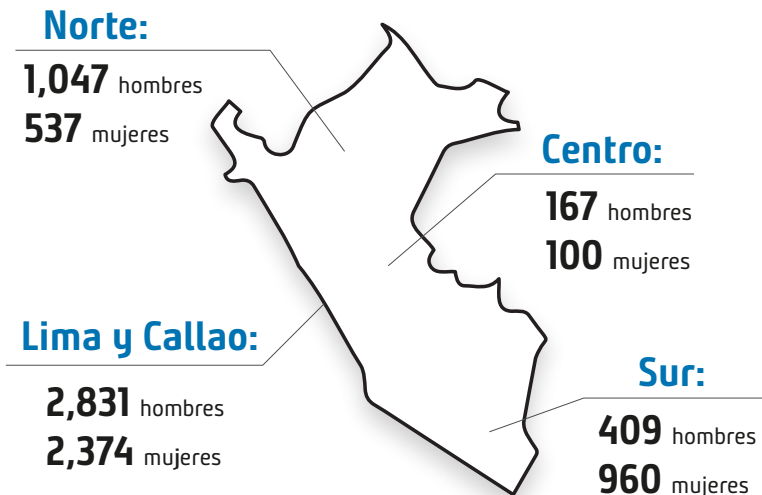 Norte:
1,047 hombres
537 mujeres
Centro:
167 hombres
100 mujeres
Lima y Callao:
2,831 hombres
2,374 mujeres
Sur:
409 hombres
960 mujeres